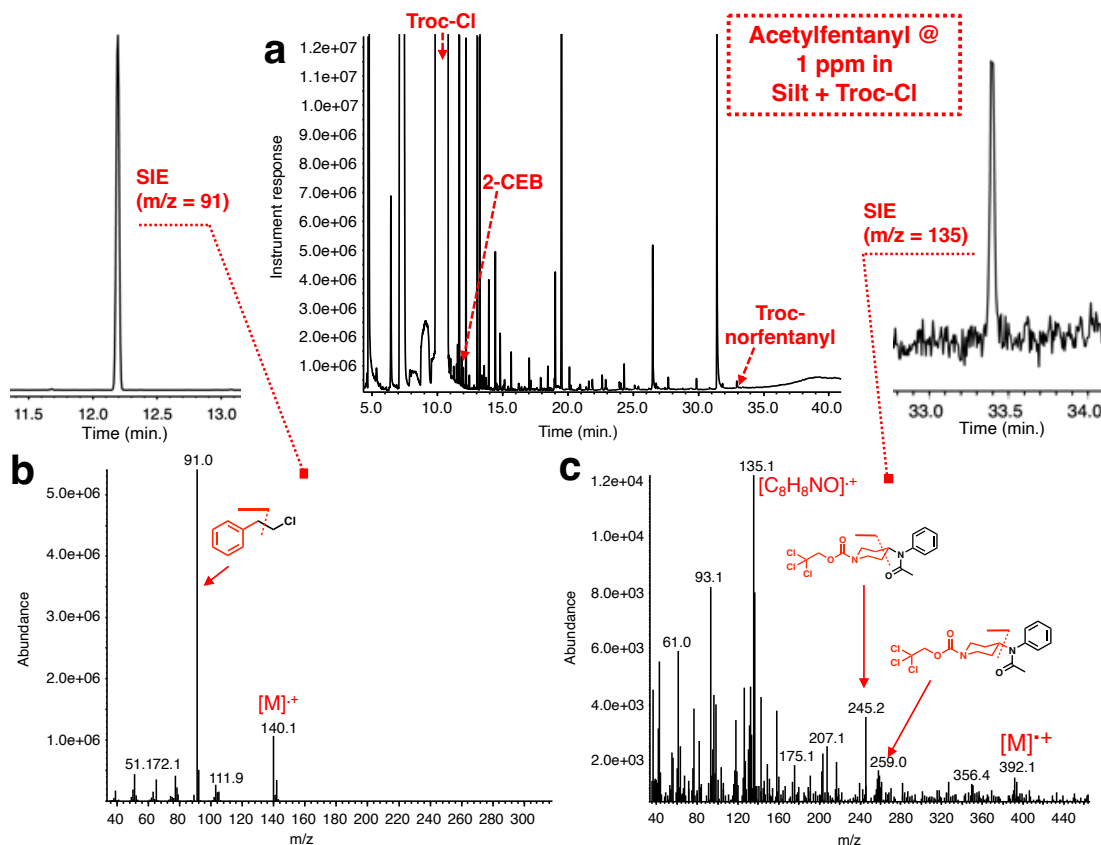 a
Troc-Cl
Acetylfentanyl @
1 ppm in
Silt + Troc-Cl
SIE
(m/z = 91)
11.5 12.0 12.5 13.0
Time (min.)
Instrument response
1.2e+07
1.1e+07
1.0e+07
9.0e+06
8.0e+06
7.0e+06
6.0e+06
5.0e+06
4.0e+06
3.0e+06
2.0e+06
1.0e+06
2-CEB
Troc-
norfentanyl
5.0 10.0 15.0 20.0 25.0 30.0 35.0 40.0
Time (min.)
SIE
(m/z = 135)
33.0 33.5 34.0
Time (min.)
b
Abundance
5.0e+06
4.0e+06
3.0e+06
2.0e+06
1.0e+06
91.0
Cl
[M]·+
140.1
51.1 72.1
111.9
40 60 80 100 120 140 160 180 200 220 240 260 280 300
m/z
c
Abundance
1.2e+04
1.0e+04
8.0e+03
6.0e+03
4.0e+03
2.0e+03
135.1
[C8H8NO]·+
93.1
61.0
175.1
207.1
245.2
259.0
356.4
[M]·+
392.1
Cl Cl Cl O O N N O
Cl Cl Cl O O N N O
40 80 120 160 200 240 280 320 360 400 440
m/z